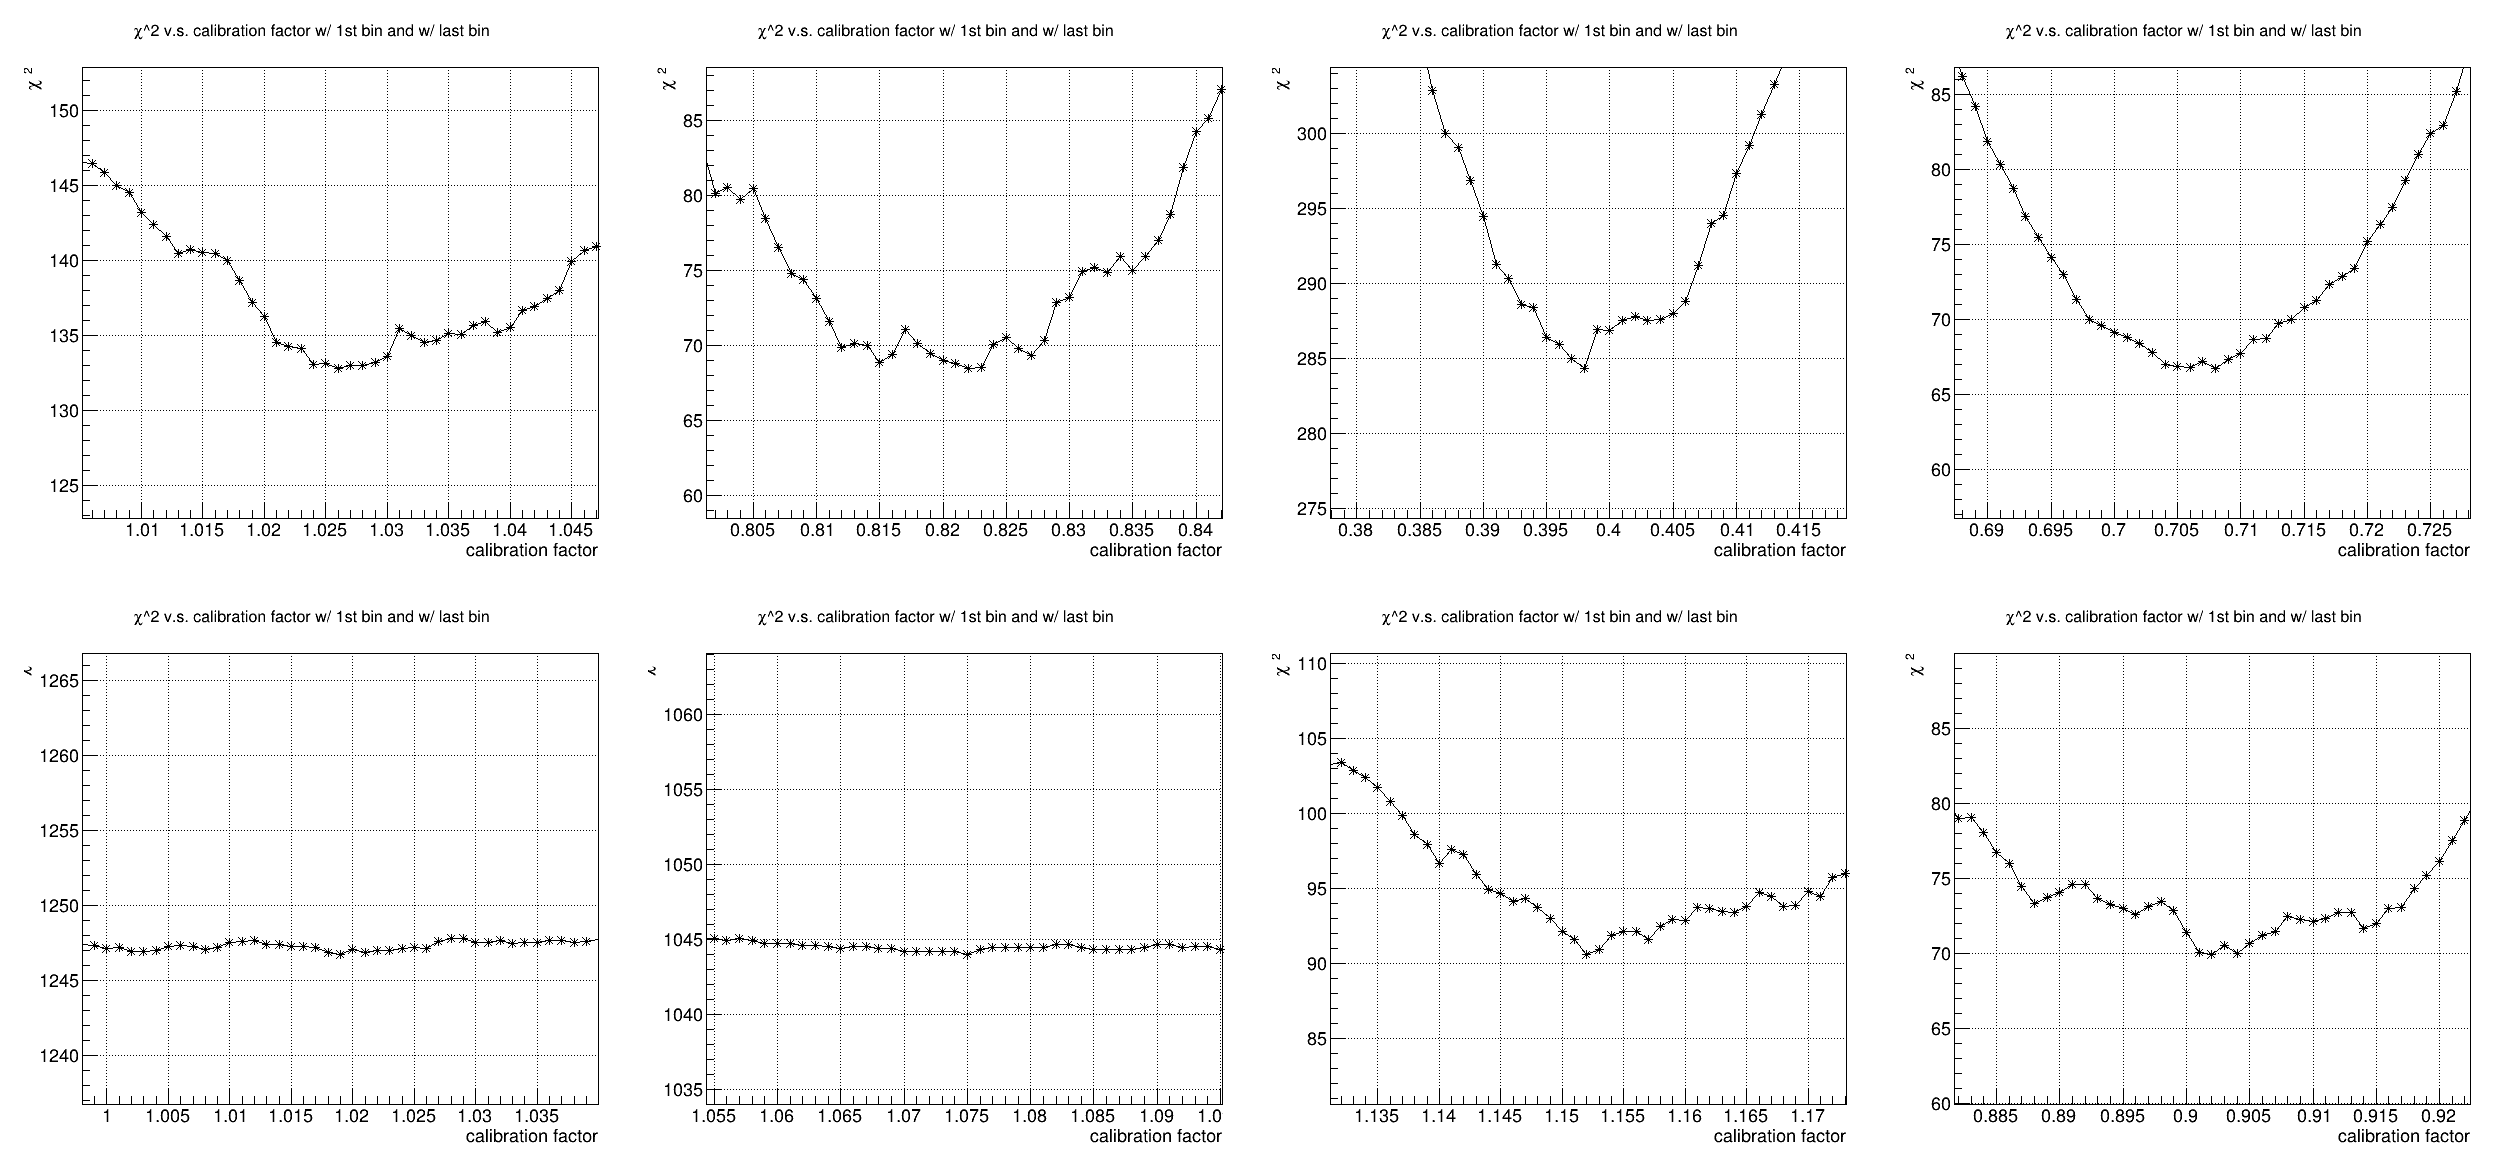 χ^2 v.s. calibration factor w/ 1st bin and w/ last bin
χ 2
150
145
140
135
130
125
1.01 1.015 1.02 1.025 1.03 1.035 1.04 1.045
calibration factor
χ^2 v.s. calibration factor w/ 1st bin and w/ last bin
χ 2
85
80
75
70
65
60
0.805 0.81 0.815 0.82 0.825 0.83 0.835 0.84
calibration factor
χ^2 v.s. calibration factor w/ 1st bin and w/ last bin
χ 2
300
295
290
285
280
275
0.38 0.385 0.39 0.395 0.4 0.405 0.41 0.415
calibration factor
χ^2 v.s. calibration factor w/ 1st bin and w/ last bin
χ 2
85
80
75
70
65
60
0.69 0.695 0.7 0.705 0.71 0.715 0.72 0.725
calibration factor
χ^2 v.s. calibration factor w/ 1st bin and w/ last bin
1265
1260
1255
1250
1245
1240
1 1.005 1.01 1.015 1.02 1.025 1.03 1.035
calibration factor
χ^2 v.s. calibration factor w/ 1st bin and w/ last bin
1060
1055
1050
1045
1040
1035
1.055 1.06 1.065 1.07 1.075 1.08 1.085 1.09 1.0
calibration factor
χ^2 v.s. calibration factor w/ 1st bin and w/ last bin
χ 2
110
105
100
95
90
85
1.135 1.14 1.145 1.15 1.155 1.16 1.165 1.17
calibration factor
χ^2 v.s. calibration factor w/ 1st bin and w/ last bin
χ 2
85
80
75
70
65
60
0.885 0.89 0.895 0.9 0.905 0.91 0.915 0.92
calibration factor